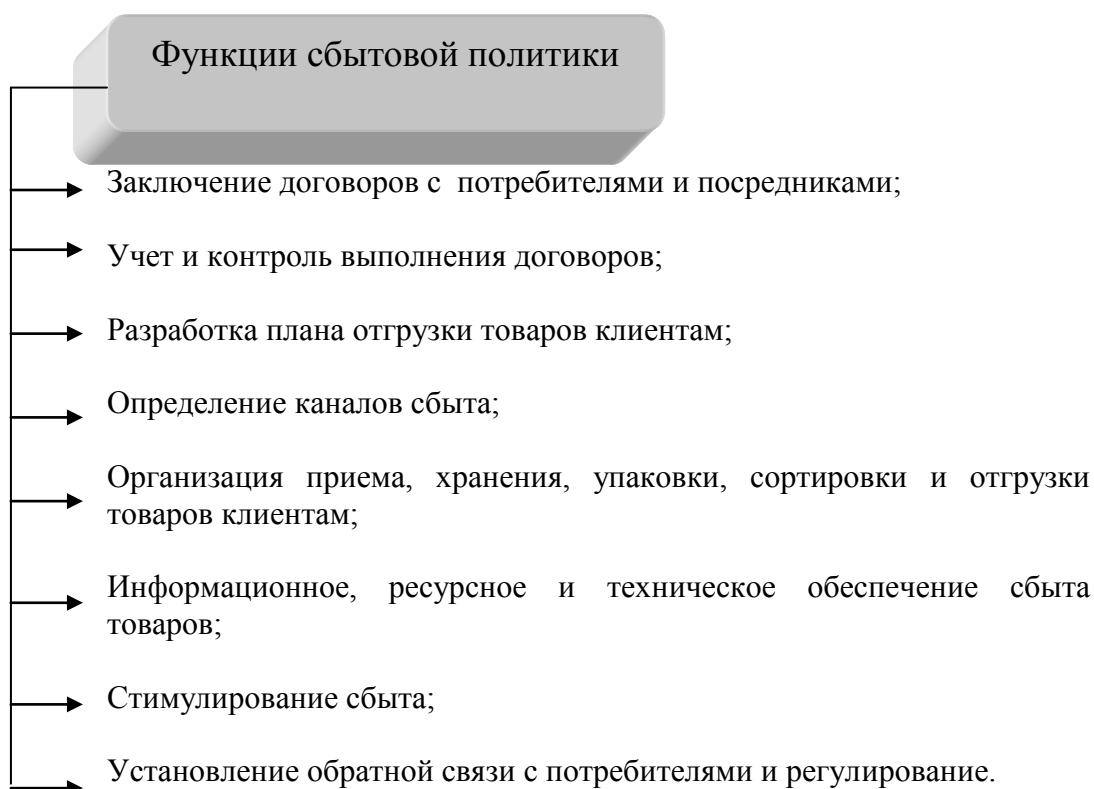 Функции сбытовой политики
Заключение договоров с потребителями и посредниками;
Учет и контроль выполнения договоров;
Разработка плана отгрузки товаров клиентам;
Определение каналов сбыта;
Организация приема, хранения, упаковки, сортировки и отгрузки
товаров клиентам;
Информационное, ресурсное и техническое обеспечение сбыта
товаров;
Стимулирование сбыта;
Установление обратной связи с потребителями и регулирование.